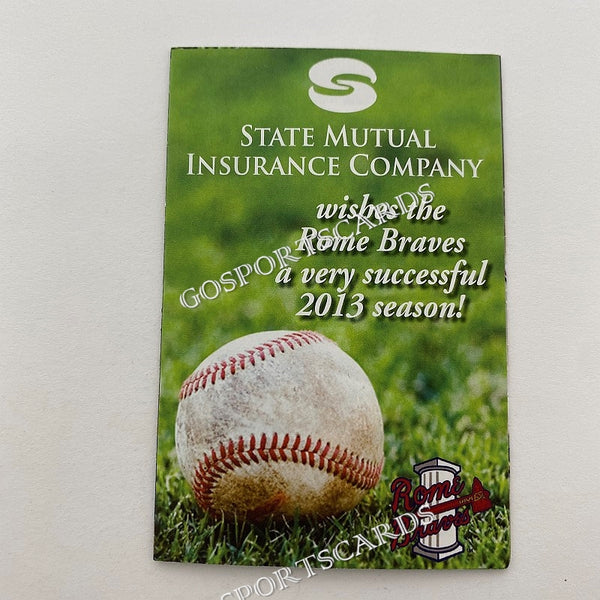 STATE MUTUAL
INSURANCE COMPANY
wishes the
Rome Braves
a very successful
2013 season!
GOSPORTSCARDS
Rome
Braves
GOSPORTSCARDS